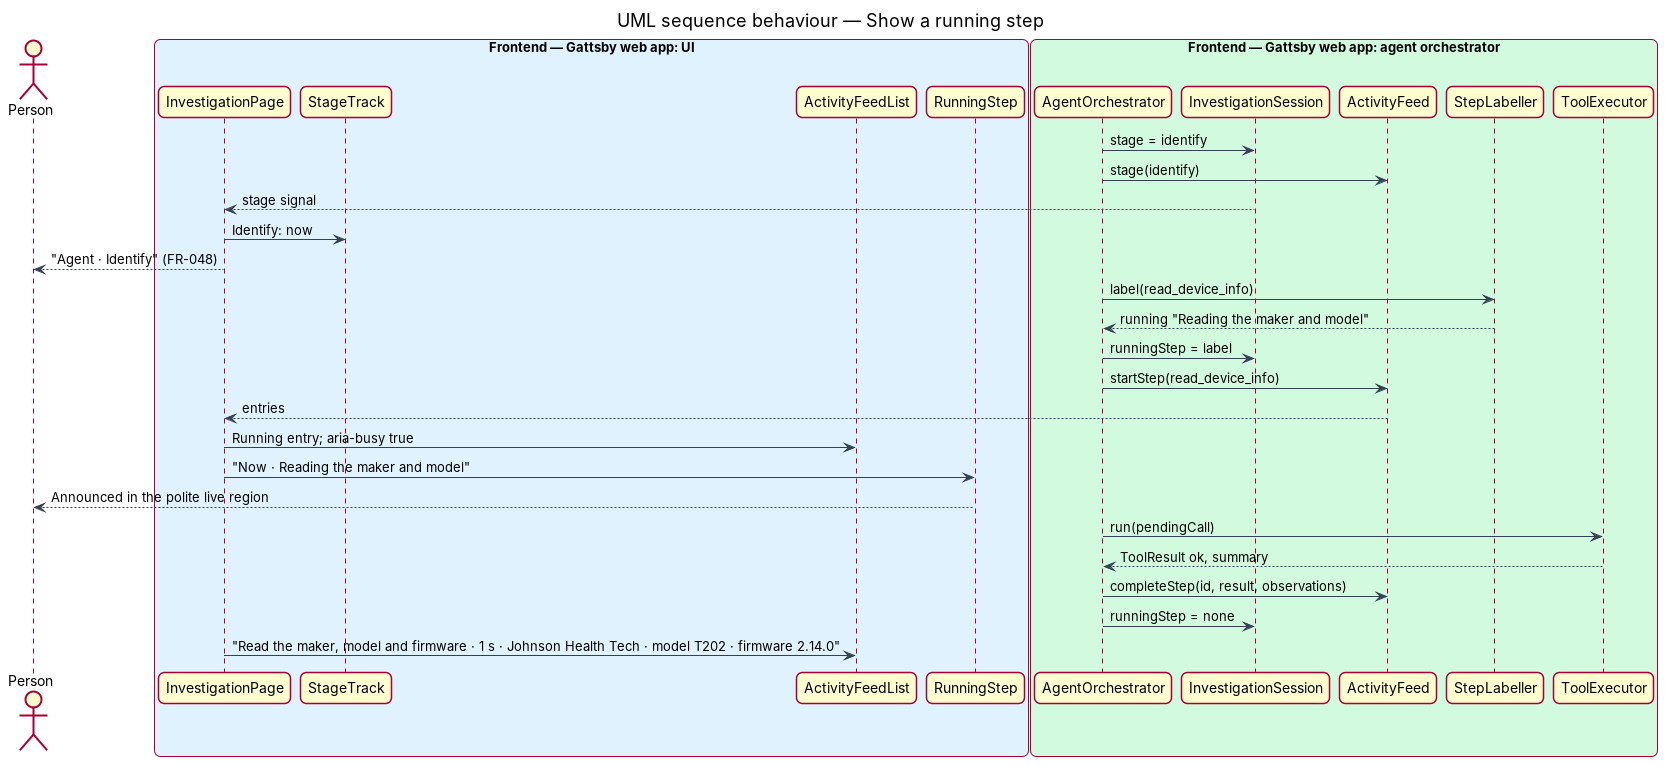 UML sequence behaviour — Show a running step
Frontend — Gattsby web app: UI
Frontend — Gattsby web app: agent orchestrator
Person
InvestigationPage
StageTrack
ActivityFeedList
RunningStep
AgentOrchestrator
InvestigationSession
ActivityFeed
StepLabeller
ToolExecutor
stage = identify
stage(identify)
stage signal
Identify: now
"Agent · Identify" (FR-048)
label(read_device_info)
running "Reading the maker and model"
runningStep = label
startStep(read_device_info)
entries
Running entry; aria-busy true
"Now · Reading the maker and model"
Announced in the polite live region
run(pendingCall)
ToolResult ok, summary
completeStep(id, result, observations)
runningStep = none
"Read the maker, model and firmware · 1 s · Johnson Health Tech · model T202 · firmware 2.14.0"
Person
InvestigationPage
StageTrack
ActivityFeedList
RunningStep
AgentOrchestrator
InvestigationSession
ActivityFeed
StepLabeller
ToolExecutor